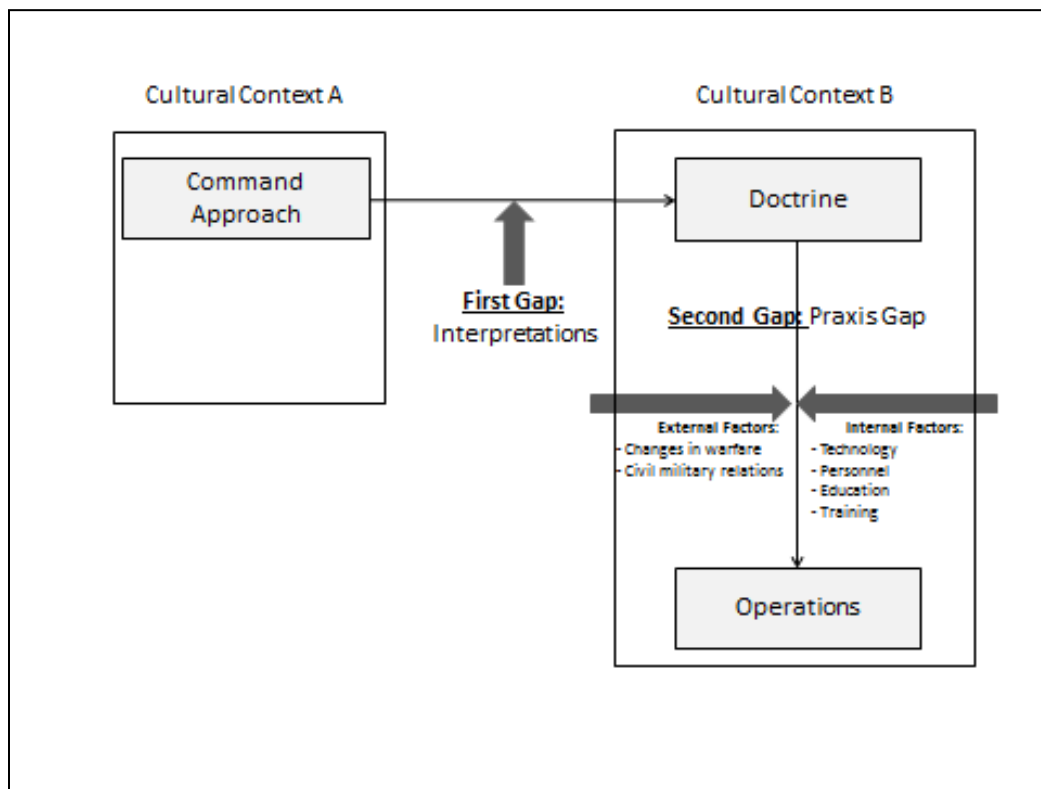 Cultural Context A
Cultural Context B
Command
Approach
Doctrine
First Gap:
Interpretations
Second Gap: Praxis Gap
External Factors:
- Changes in warfare
- Civil military relations
Internal Factors:
- Technology
- Personnel
- Education
- Training
Operations